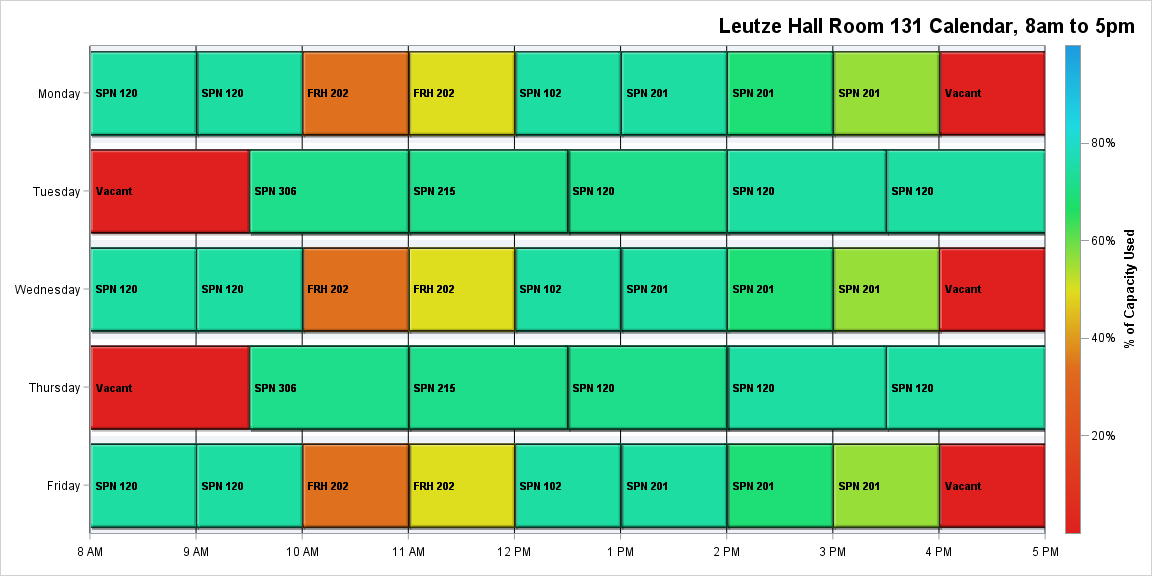 Leutze Hall Room 131 Calendar, 8am to 5pm
Monday
SPN 120
SPN 120
FRH 202
FRH 202
SPN 102
SPN 201
SPN 201
SPN 201
Vacant
Tuesday
Vacant
SPN 306
SPN 215
SPN 120
SPN 120
SPN 120
Wednesday
SPN 120
SPN 120
FRH 202
FRH 202
SPN 102
SPN 201
SPN 201
SPN 201
Vacant
Thursday
Vacant
SPN 306
SPN 215
SPN 120
SPN 120
SPN 120
Friday
SPN 120
SPN 120
FRH 202
FRH 202
SPN 102
SPN 201
SPN 201
SPN 201
Vacant
8 AM
9 AM
10 AM
11 AM
12 PM
1 PM
2 PM
3 PM
4 PM
5 PM
80%
60%
40%
20%
% of Capacity Used